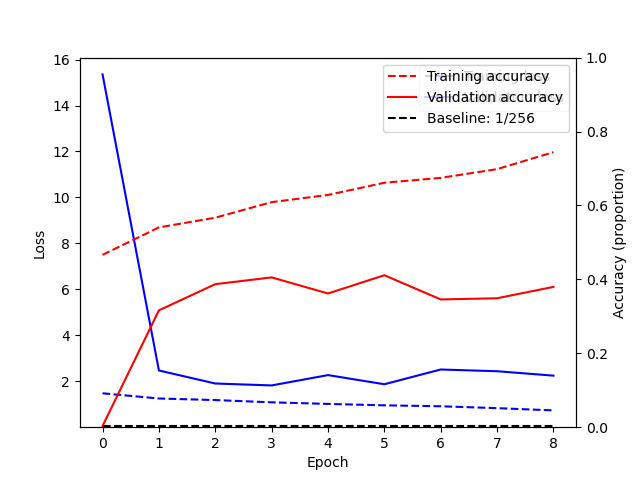 16
14
12
10
8
6
4
2
Loss
0 1 2 3 4 5 6 7 8
Epoch
1.0
0.8
0.6
0.4
0.2
0.0
Accuracy (proportion)
Training accuracy
Validation accuracy
Baseline: 1/256